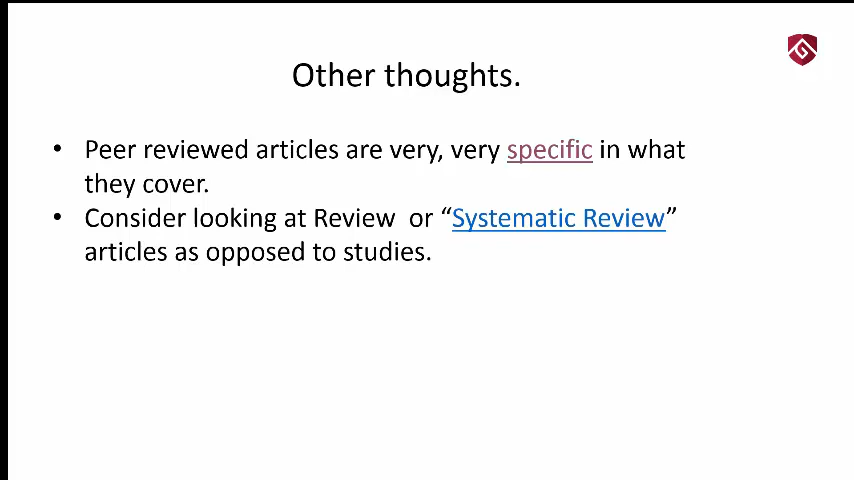 Other thoughts.
• Peer reviewed articles are very, very specific in what
they cover.
• Consider looking at Review  or “Systematic Review”
articles as opposed to studies.